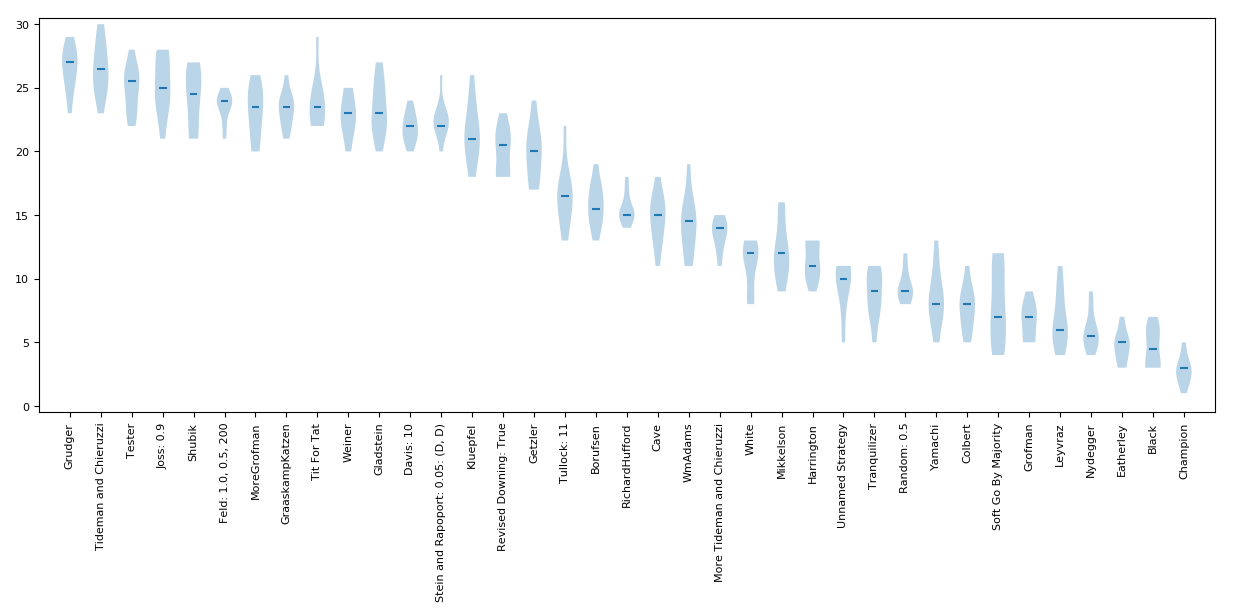 30
25
20
15
10
5
0
Grudger
Tideman and Chieruzzi
Tester
Joss: 0.9
Shubik
Feld: 1.0, 0.5, 200
MoreGrofman
GraaskampKatzen
Tit For Tat
Weiner
Gladstein
Davis: 10
Stein and Rapoport: 0.05: (D, D)
Kluepfel
Revised Downing: True
Getzler
Tullock: 11
Borufsen
RichardHufford
Cave
WmAdams
More Tideman and Chieruzzi
White
Mikkelson
Harrington
Unnamed Strategy
Tranquilizer
Random: 0.5
Yamachi
Colbert
Soft Go By Majority
Grofman
Leyvraz
Nydegger
Eatherley
Black
Champion